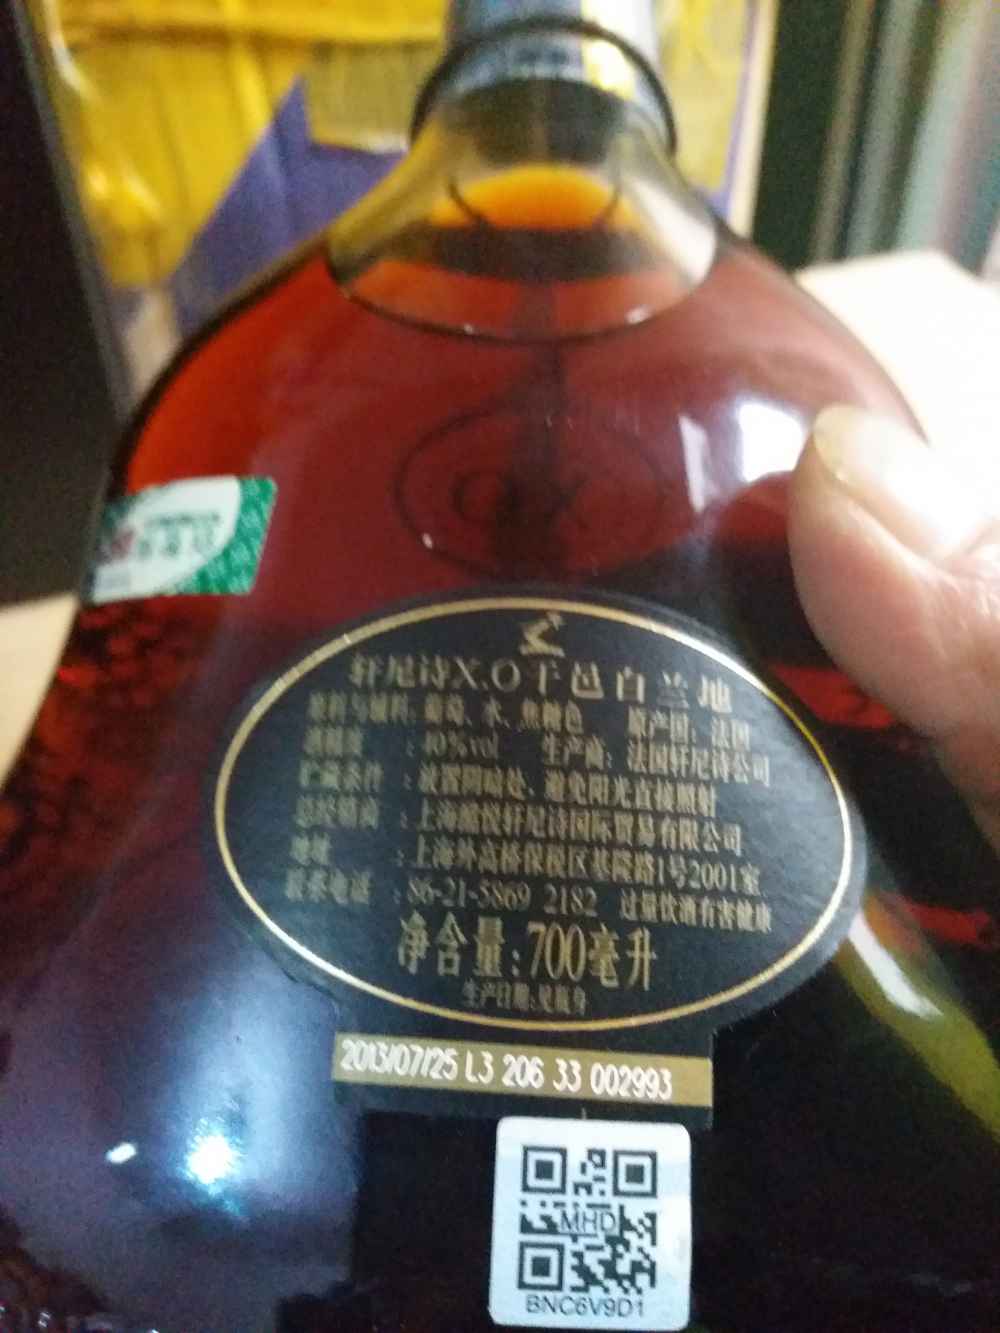 轩尼诗X.O干邑白兰地
原料与辅料: 葡萄、水、焦糖色 原产国: 法国
酒精度 : 40%vol 生产商: 法国轩尼诗公司
贮藏条件 : 放置阴暗处、避免阳光直接照射
总经销商 : 上海酩悦轩尼诗国际贸易有限公司
地址 : 上海外高桥保税区基隆路1号2001室
联系电话 : 86-21-5869 2182 过量饮酒有害健康
净含量:700毫升
生产日期:见瓶身
2013/07/25 L3 206 33 002993
MHD
BNC6V9D1